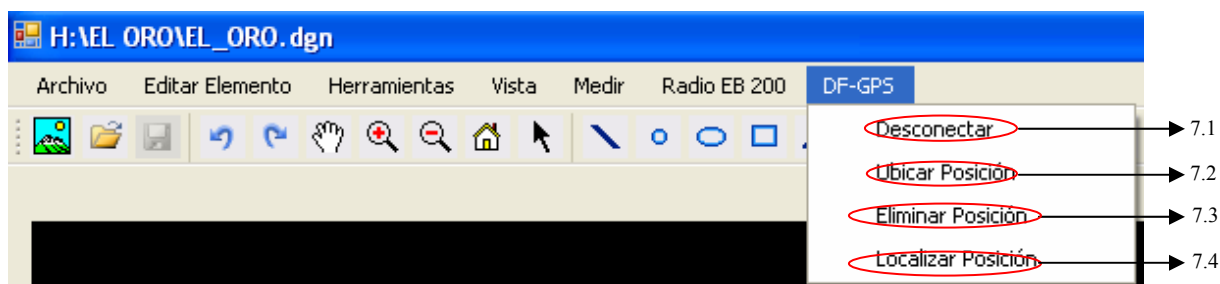 H:\EL ORO\EL_ORO.dgn
Archivo Editar Elemento Herramientas Vista Medir Radio EB 200 DF-GPS
Desconectar 7.1
Ubicar Posición 7.2
Eliminar Posición 7.3
Localizar Posición 7.4